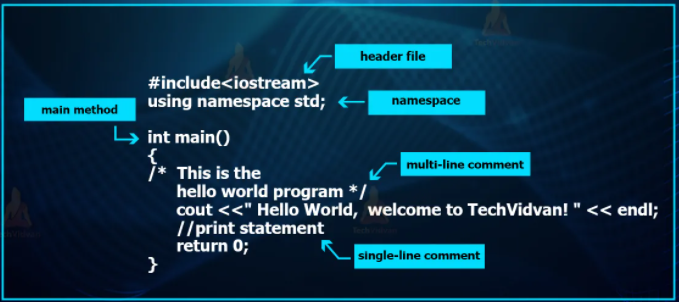 header file
#include<iostream>
using namespace std;
namespace
main method
int main()
{
/* This is the
multi-line comment
hello world program */
cout <<" Hello World, welcome to TechVidvan! " << endl;
//print statement
return 0;
single-line comment
}